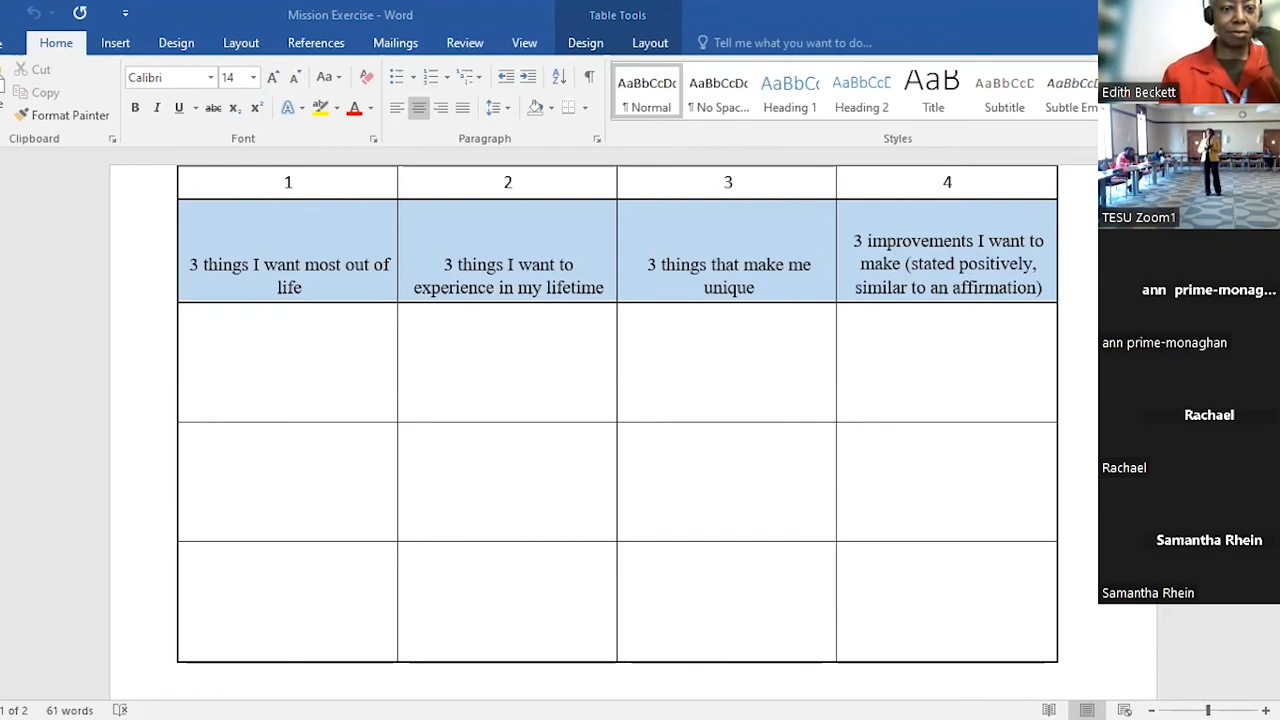 Mission Exercise - Word
Table Tools
Home Insert Design Layout References Mailings Review View Design Layout Tell me what you want to do...
Cut
Copy
Format Painter
Clipboard
Calibri 14
Font
Paragraph
AaBbCcDc AaBbCcDc AaBbCc AaBbCcD AaB AaBbCcD AaBbCcDc
¶ Normal ¶ No Spac... Heading 1 Heading 2 Title Subtitle Subtle Em
Styles
1 2 3 4
3 things I want most out of
life
3 things I want to
experience in my lifetime
3 things that make me
unique
3 improvements I want to
make (stated positively,
similar to an affirmation)
Edith Beckett
TESU Zoom1
ann prime-monag...
ann prime-monaghan
Rachael
Rachael
Samantha Rhein
Samantha Rhein
1 of 2 61 words